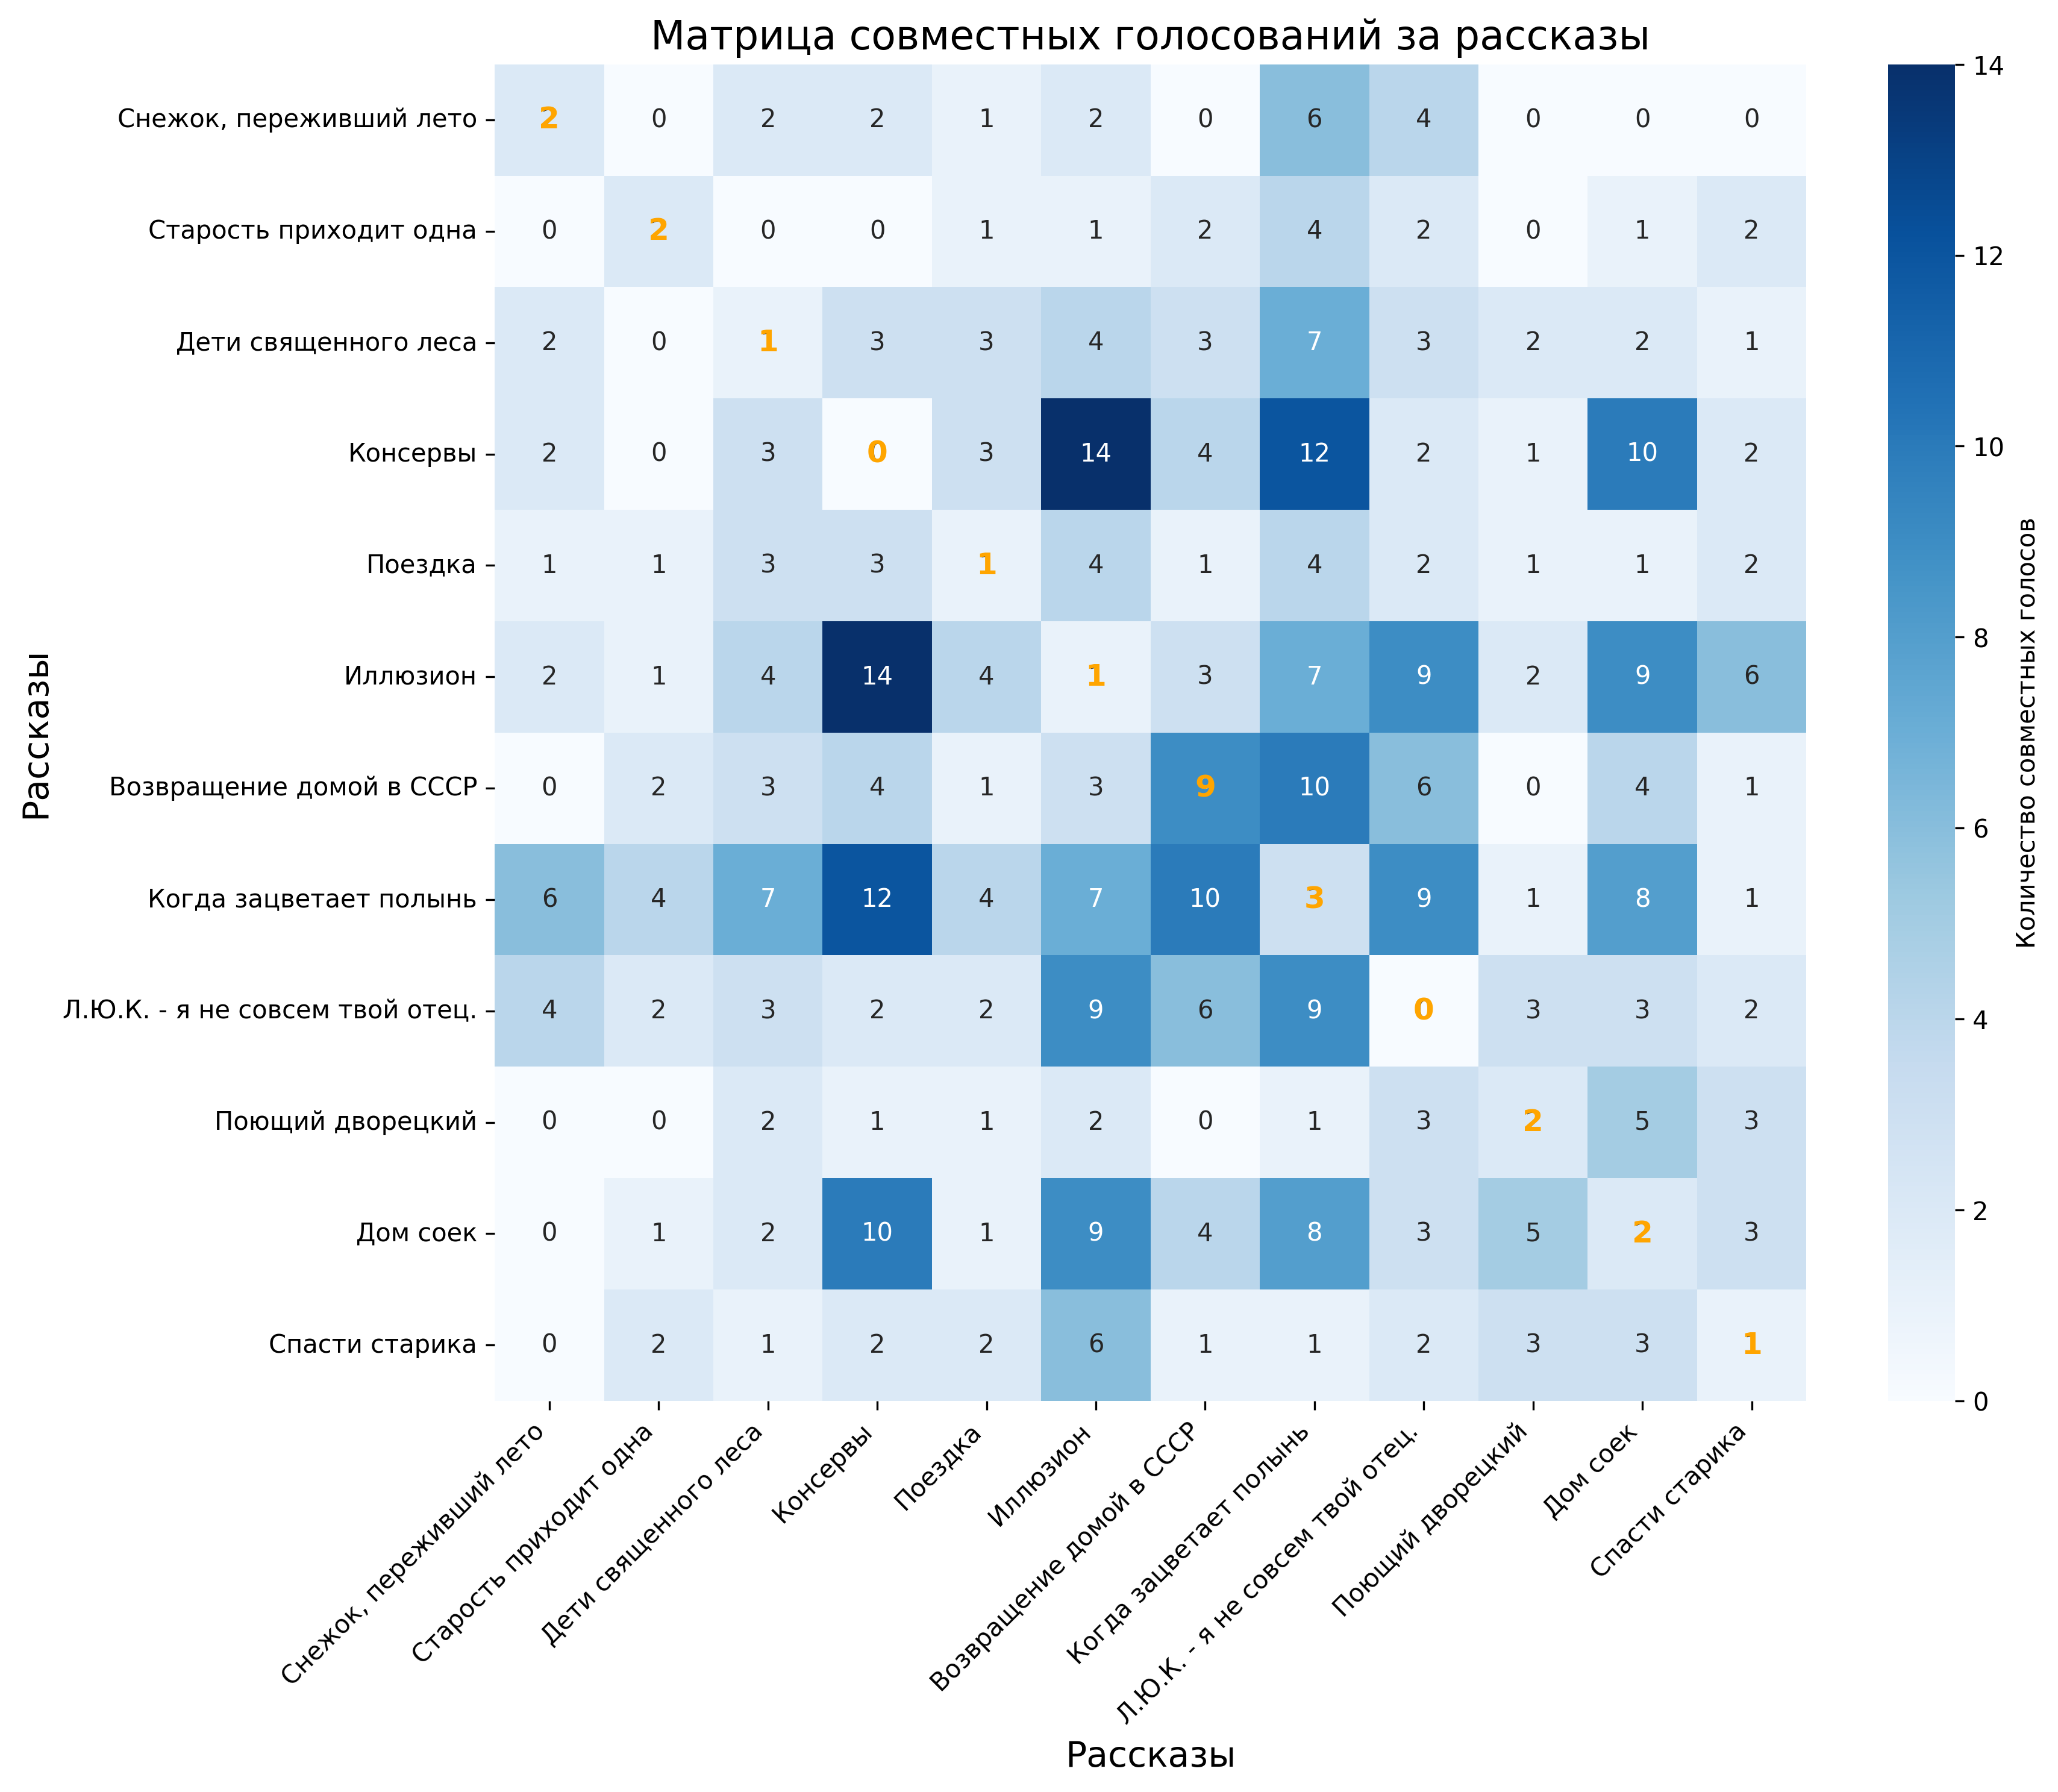 Матрица совместных голосований за рассказы
Рассказы
Снежок, переживший лето 2 0 2 2 1 2 0 6 4 0 0 0
Старость приходит одна 0 2 0 0 1 1 2 4 2 0 1 2
Дети священного леса 2 0 1 3 3 4 3 7 3 2 2 1
Консервы 2 0 3 0 3 14 4 12 2 1 10 2
Поездка 1 1 3 3 1 4 1 4 2 1 1 2
Иллюзион 2 1 4 14 4 1 3 7 9 2 9 6
Возвращение домой в СССР 0 2 3 4 1 3 9 10 6 0 4 1
Когда зацветает полынь 6 4 7 12 4 7 10 3 9 1 8 1
Л.Ю.К. - я не совсем твой отец. 4 2 3 2 2 9 6 9 0 3 3 2
Поющий дворецкий 0 0 2 1 1 2 0 1 3 2 5 3
Дом соек 0 1 2 10 1 9 4 8 3 5 2 3
Спасти старика 0 2 1 2 2 6 1 1 2 3 3 1
Снежок, переживший лето
Старость приходит одна
Дети священного леса
Консервы
Поездка
Иллюзион
Возвращение домой в СССР
Когда зацветает полынь
Л.Ю.К. - я не совсем твой отец.
Поющий дворецкий
Дом соек
Спасти старика
Рассказы
14
12
10
8
6
4
2
0
Количество совместных голосов